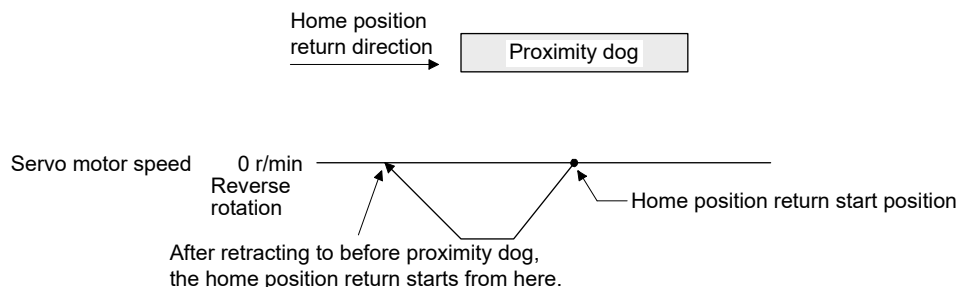 Home position
return direction
Proximity dog
Servo motor speed 0 r/min
Reverse
rotation
Home position return start position
After retracting to before proximity dog,
the home position return starts from here.